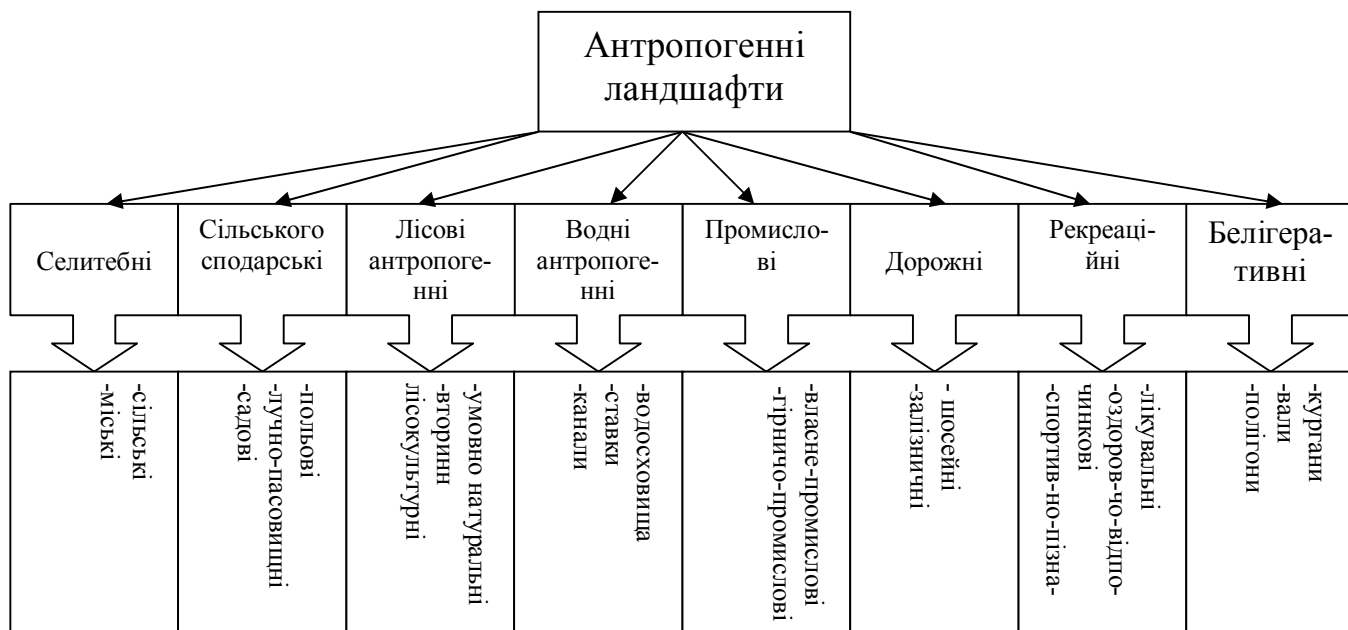 Антропогенні
ландшафти
Селитебні
Сільського
сподарські
Лісові
антропоге-
нні
Водні
антропоге-
нні
Промисло-
ві
Дорожні
Рекреаці-
йні
Белігера-
тивні
-сільські
-міські
-польові
-лучно-пасовищні
-садові
-умовно натуральні
-вторинн
лісокультурні
-водосховища
-ставки
-канали
-власне-промислові
-гірничо-промислові
- шосейні
-залізничні
-лікувальні
-оздоров-чо-відпо-
чинкові
-спортив-но-пізна-
-кургани
-вали
-полігони